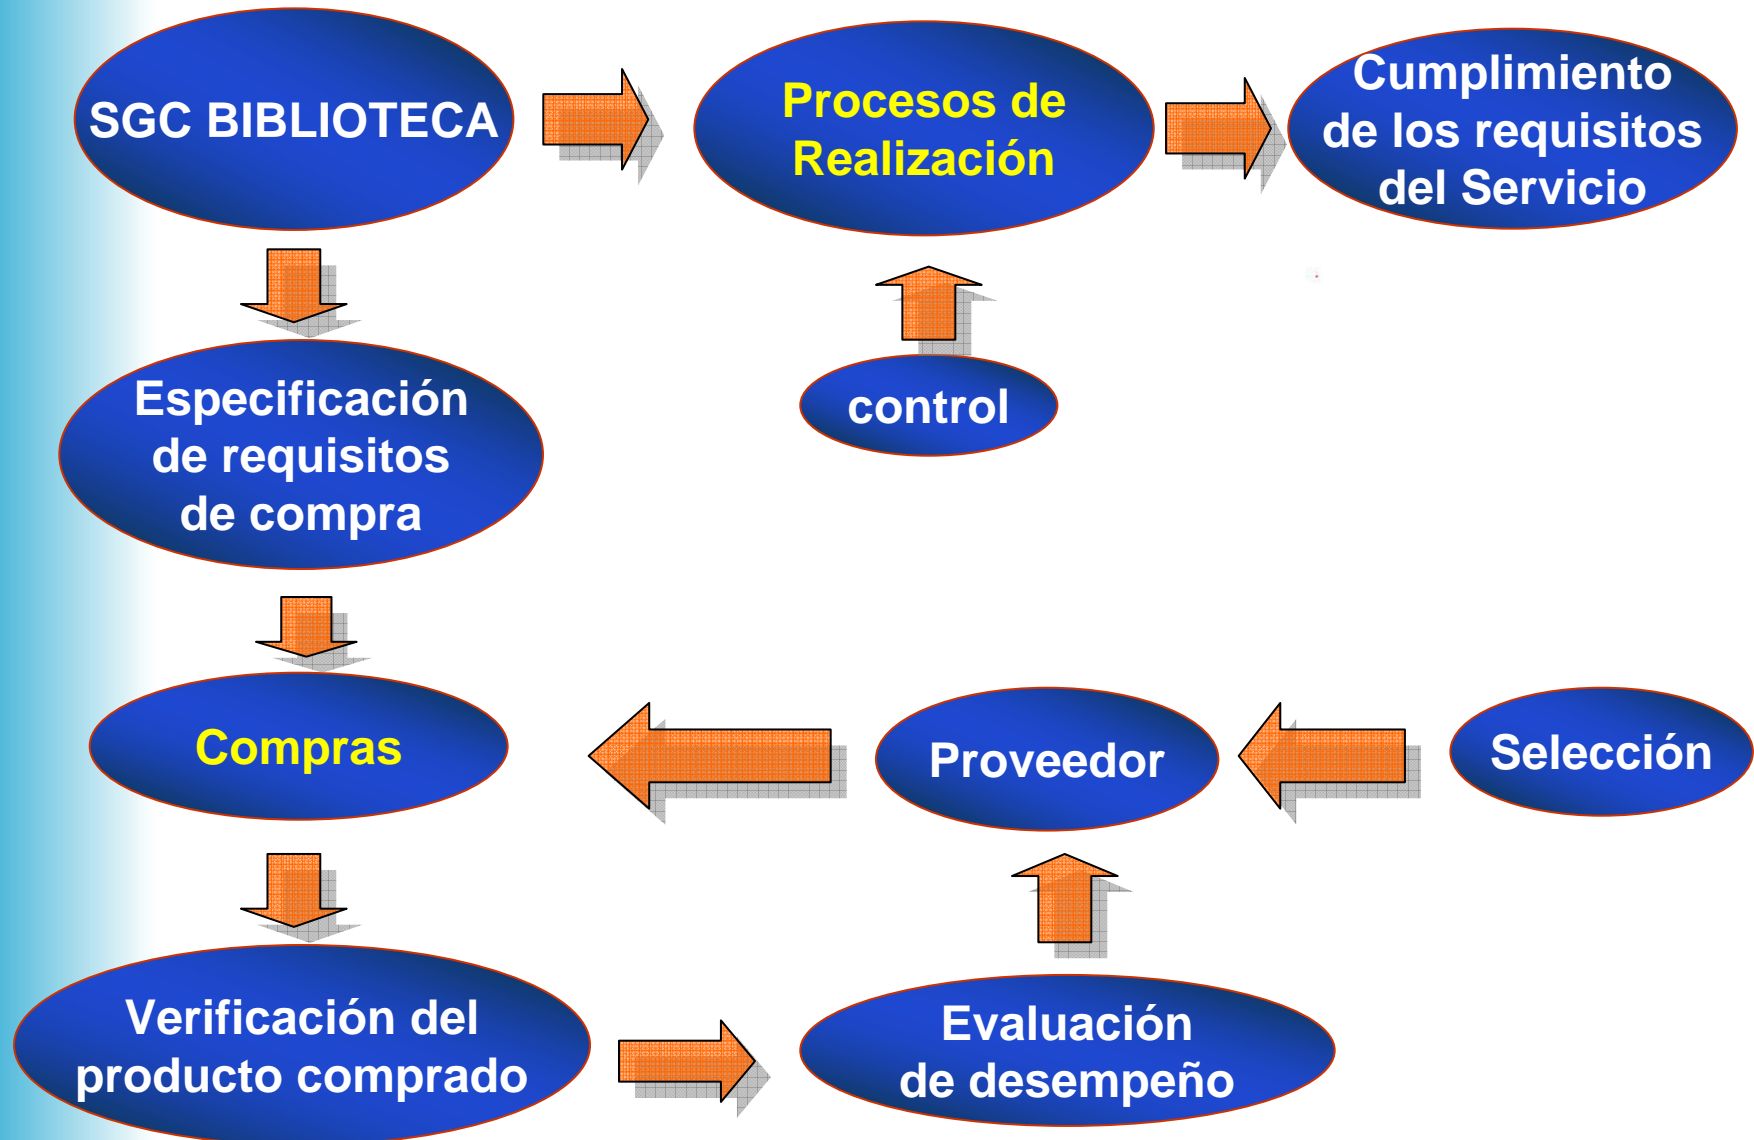 SGC BIBLIOTECA
Procesos de
Realización
Cumplimiento
de los requisitos
del Servicio
control
Especificación
de requisitos
de compra
Compras
Proveedor
Selección
Verificación del
producto comprado
Evaluación
de desempeño